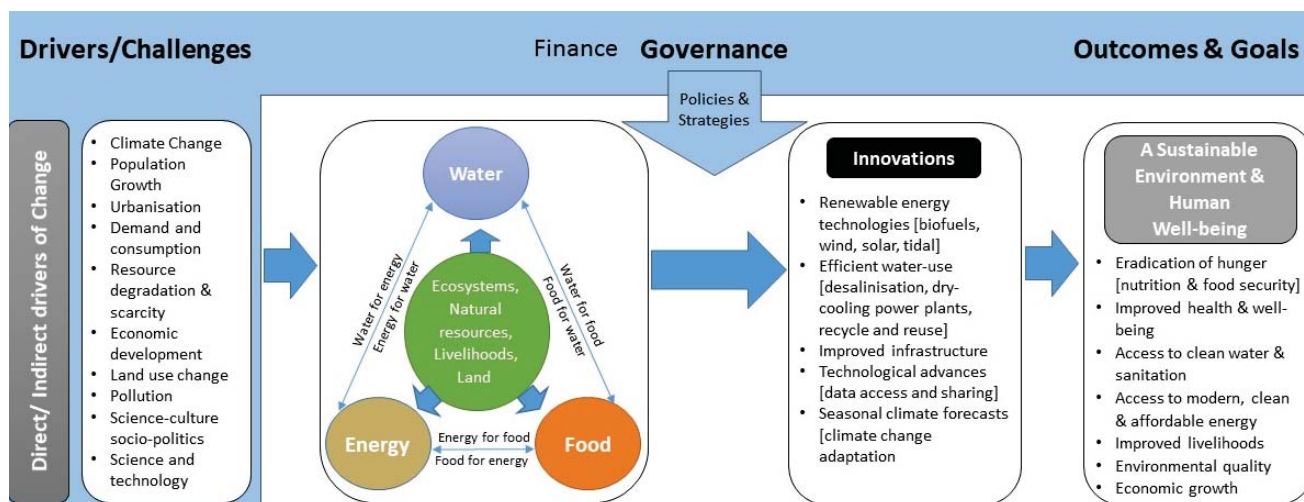 Drivers/Challenges
Finance Governance
Outcomes & Goals
Policies &
Strategies
Direct/ Indirect drivers of Change
• Climate Change
• Population
Growth
• Urbanisation
• Demand and
consumption
• Resource
degradation &
scarcity
• Economic
development
• Land use change
• Pollution
• Science-culture
socio-politics
• Science and
technology
Water
Water for energy
Energy for water
Water for food
Food for water
Ecosystems,
Natural
resources,
Livelihoods,
Land
Energy
Energy for food
Food for energy
Food
Innovations
• Renewable energy
technologies [biofuels,
wind, solar, tidal]
• Efficient water-use
[desalinisation, dry-
cooling power plants,
recycle and reuse]
• Improved infrastructure
• Technological advances
[data access and sharing]
• Seasonal climate forecasts
[climate change
adaptation
A Sustainable
Environment &
Human
Well-being
• Eradication of hunger
[nutrition & food security]
• Improved health & well-
being
• Access to clean water &
sanitation
• Access to modern, clean
& affordable energy
• Improved livelihoods
• Environmental quality
• Economic growth